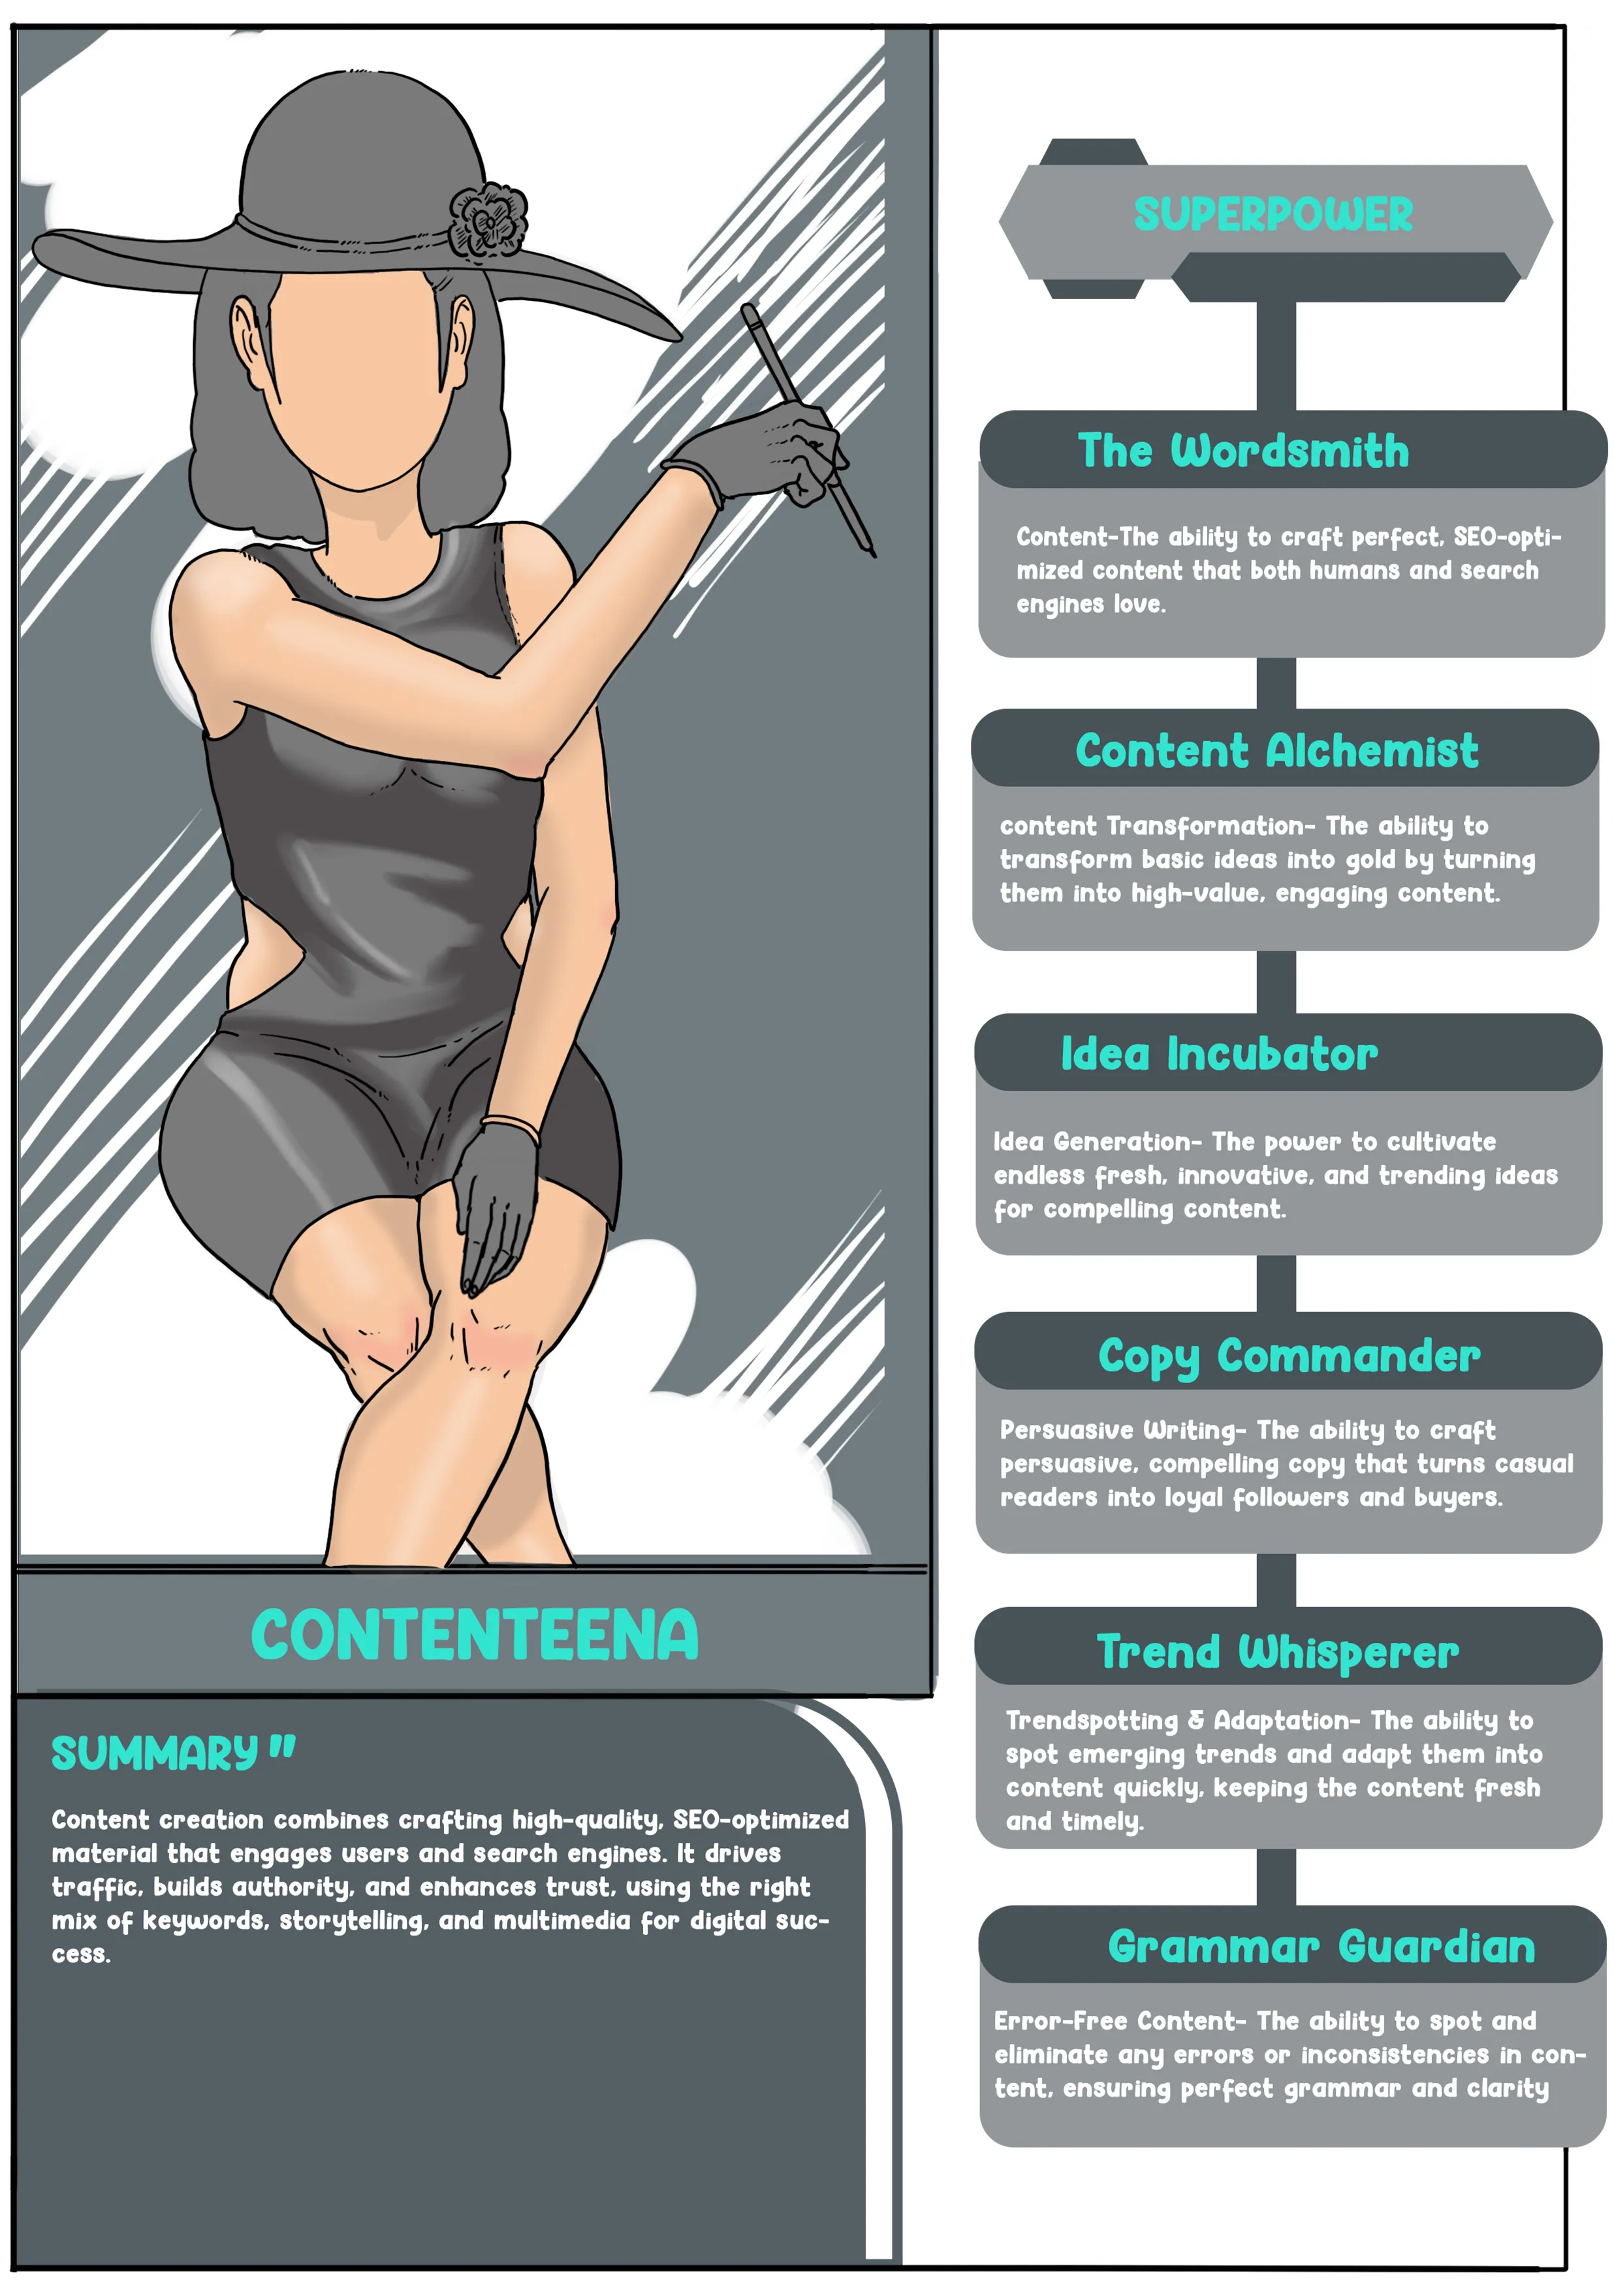 CONTENTEENA
SUMMARY "
Content creation combines crafting high-quality, SEO-optimized
material that engages users and search engines. It drives
traffic, builds authority, and enhances trust, using the right
mix of keywords, storytelling, and multimedia for digital suc-
cess.
SUPERPOWER
The Wordsmith
Content-The ability to craft perfect, SEO-opti-
mized content that both humans and search
engines love.
Content Alchemist
content Transformation- The ability to
transform basic ideas into gold by turning
them into high-value, engaging content.
Idea Incubator
Idea Generation- The power to cultivate
endless fresh, innovative, and trending ideas
for compelling content.
Copy Commander
Persuasive Writing- The ability to craft
persuasive, compelling copy that turns casual
readers into loyal followers and buyers.
Trend Whisperer
Trendspotting & Adaptation- The ability to
spot emerging trends and adapt them into
content quickly, keeping the content fresh
and timely.
Grammar Guardian
Error-Free Content- The ability to spot and
eliminate any errors or inconsistencies in con-
tent, ensuring perfect grammar and clarity